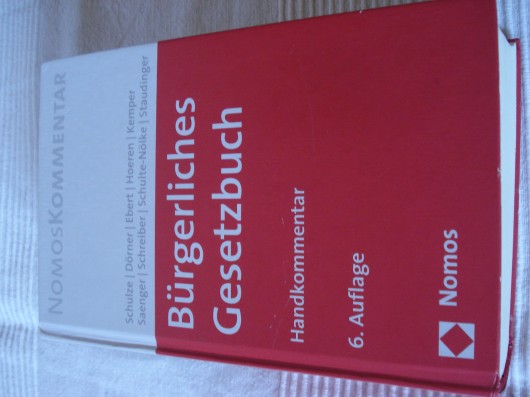 NOMOSKOMMENTAR
Schulze | Dörner | Ebert | Hoeren | Kemper
Saenger | Schreiber | Schulte-Nölke | Staudinger
Bürgerliches
Gesetzbuch
Handkommentar
6. Auflage
Nomos